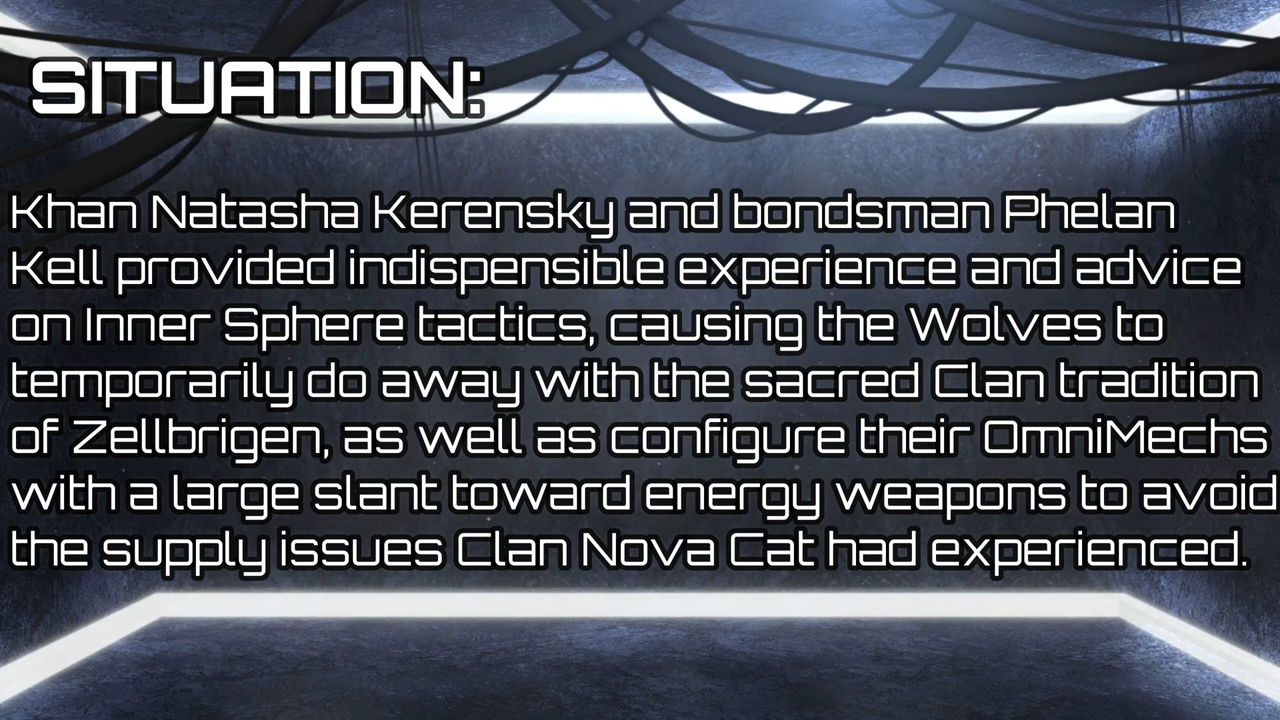 SITUATION:
Khan Natasha Kerensky and bondsman Phelan
Kell provided indispensible experience and advice
on Inner Sphere tactics, causing the Wolves to
temporarily do away with the sacred Clan tradition
of Zellbrigen, as well as configure their OmniMechs
with a large slant toward energy weapons to avoid
the supply issues Clan Nova Cat had experienced.